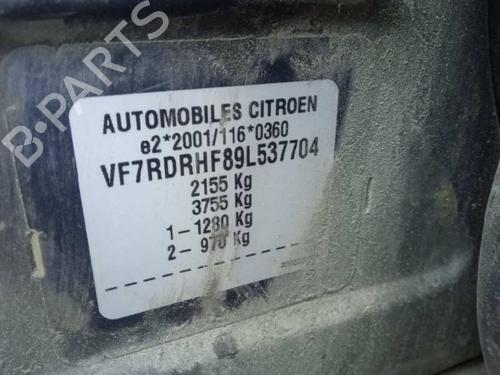 B-PARTS
AUTOMOBILES CITROEN
e2*2001/116*0360
VF7RDRHF89L537704
2155 Kg
3755 Kg
1 – 1280 Kg
2 – 970 Kg